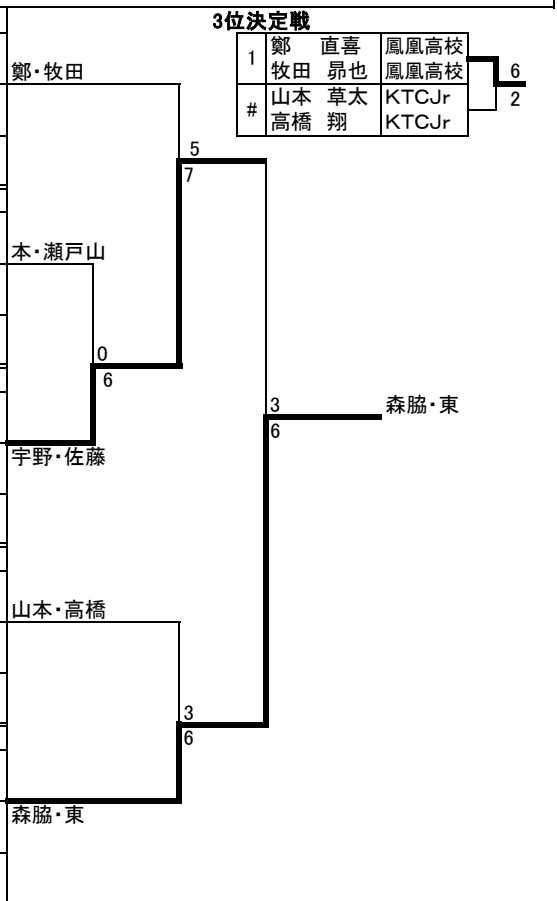 3位決定戦
1 鄭 直喜 鳳凰高校 6
牧田 昴也 鳳凰高校
# 山本 草太 KTCJr 2
高橋 翔 KTCJr
鄭・牧田
5
7
本・瀬戸山
0
6
宇野・佐藤
3 森脇・東
6
山本・高橋
3
6
森脇・東